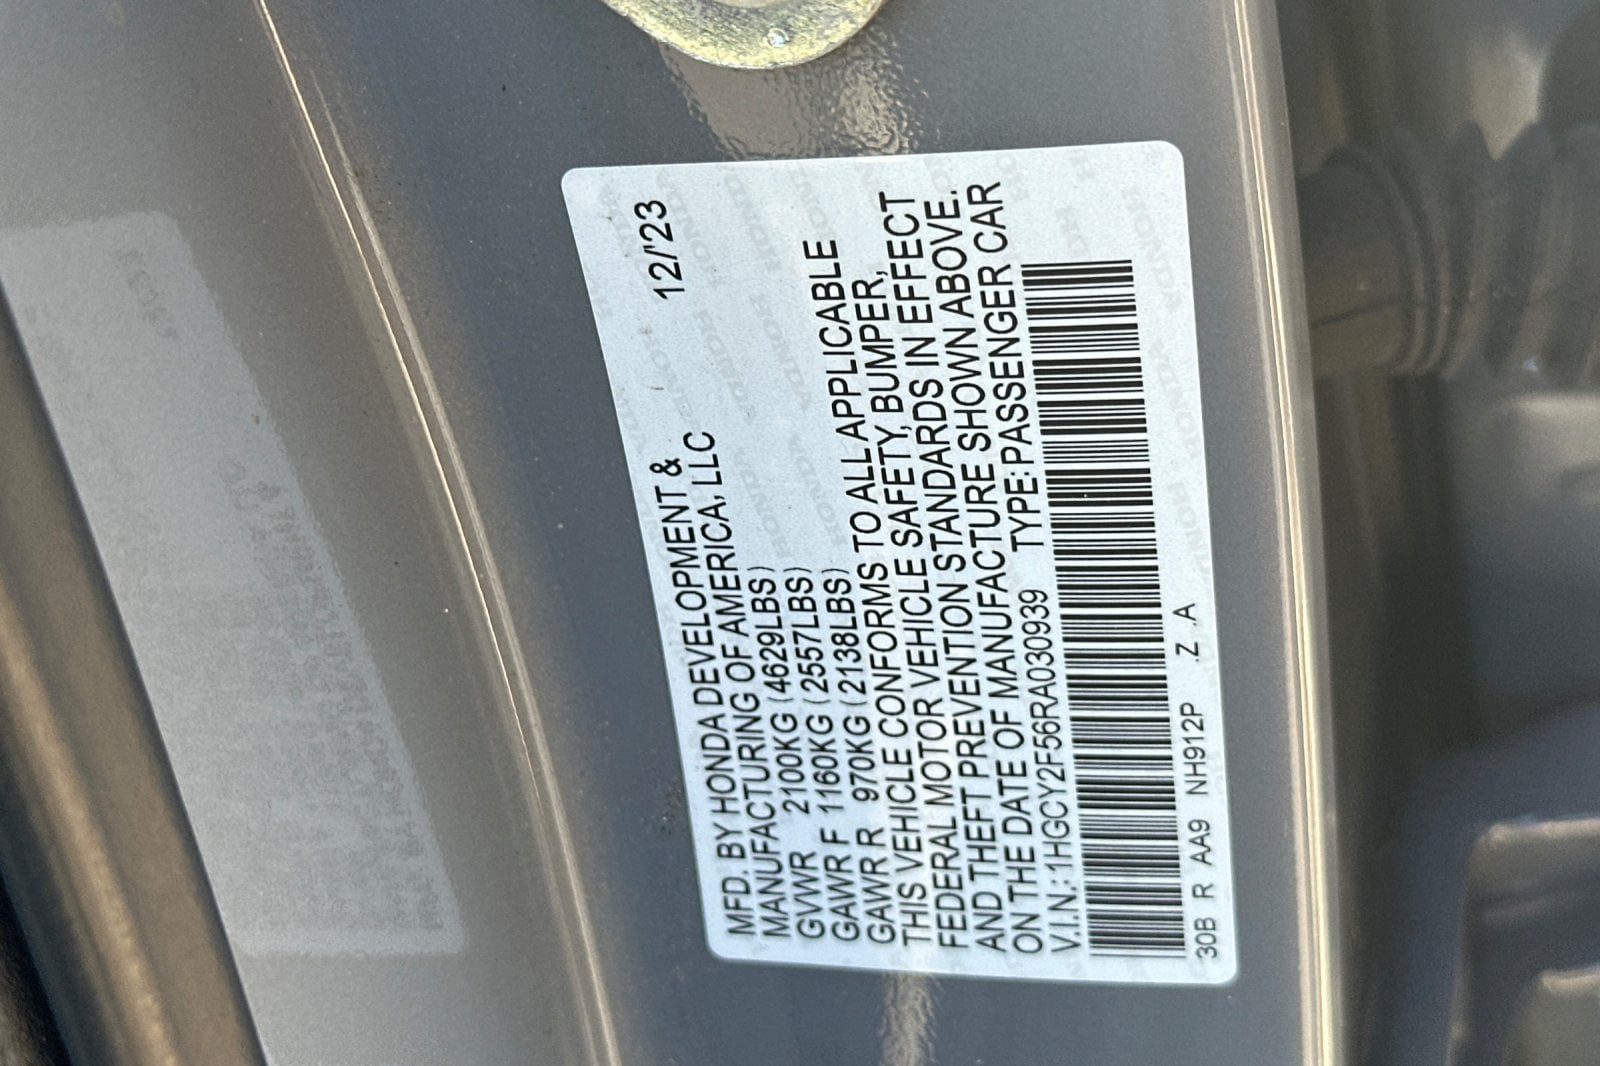 MFD. BY HONDA DEVELOPMENT &
MANUFACTURING OF AMERICA, LLC 12/'23
GVWR 2100KG (4629LBS)
GAWR F 1160KG (2557LBS)
GAWR R 970KG (2138LBS)
THIS VEHICLE CONFORMS TO ALL APPLICABLE
FEDERAL MOTOR VEHICLE SAFETY, BUMPER,
AND THEFT PREVENTION STANDARDS IN EFFECT
ON THE DATE OF MANUFACTURE SHOWN ABOVE.
V.I.N.: 1HGCY2F56RA030939 TYPE: PASSENGER CAR
30B R AA9 NH912P .Z .A